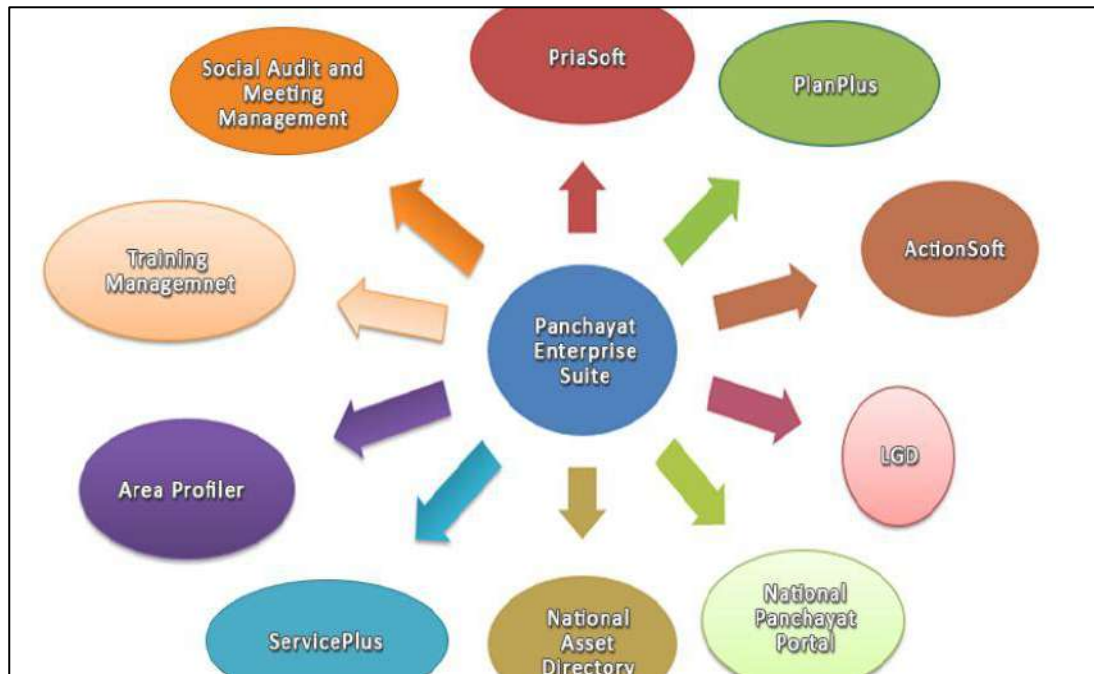 PriaSoft
PlanPlus
ActionSoft
LGD
National
Panchayat
Portal
National
Asset
Directory
ServicePlus
Area Profiler
Training
Managemnet
Social Audit and
Meeting
Management
Panchayat
Enterprise
Suite